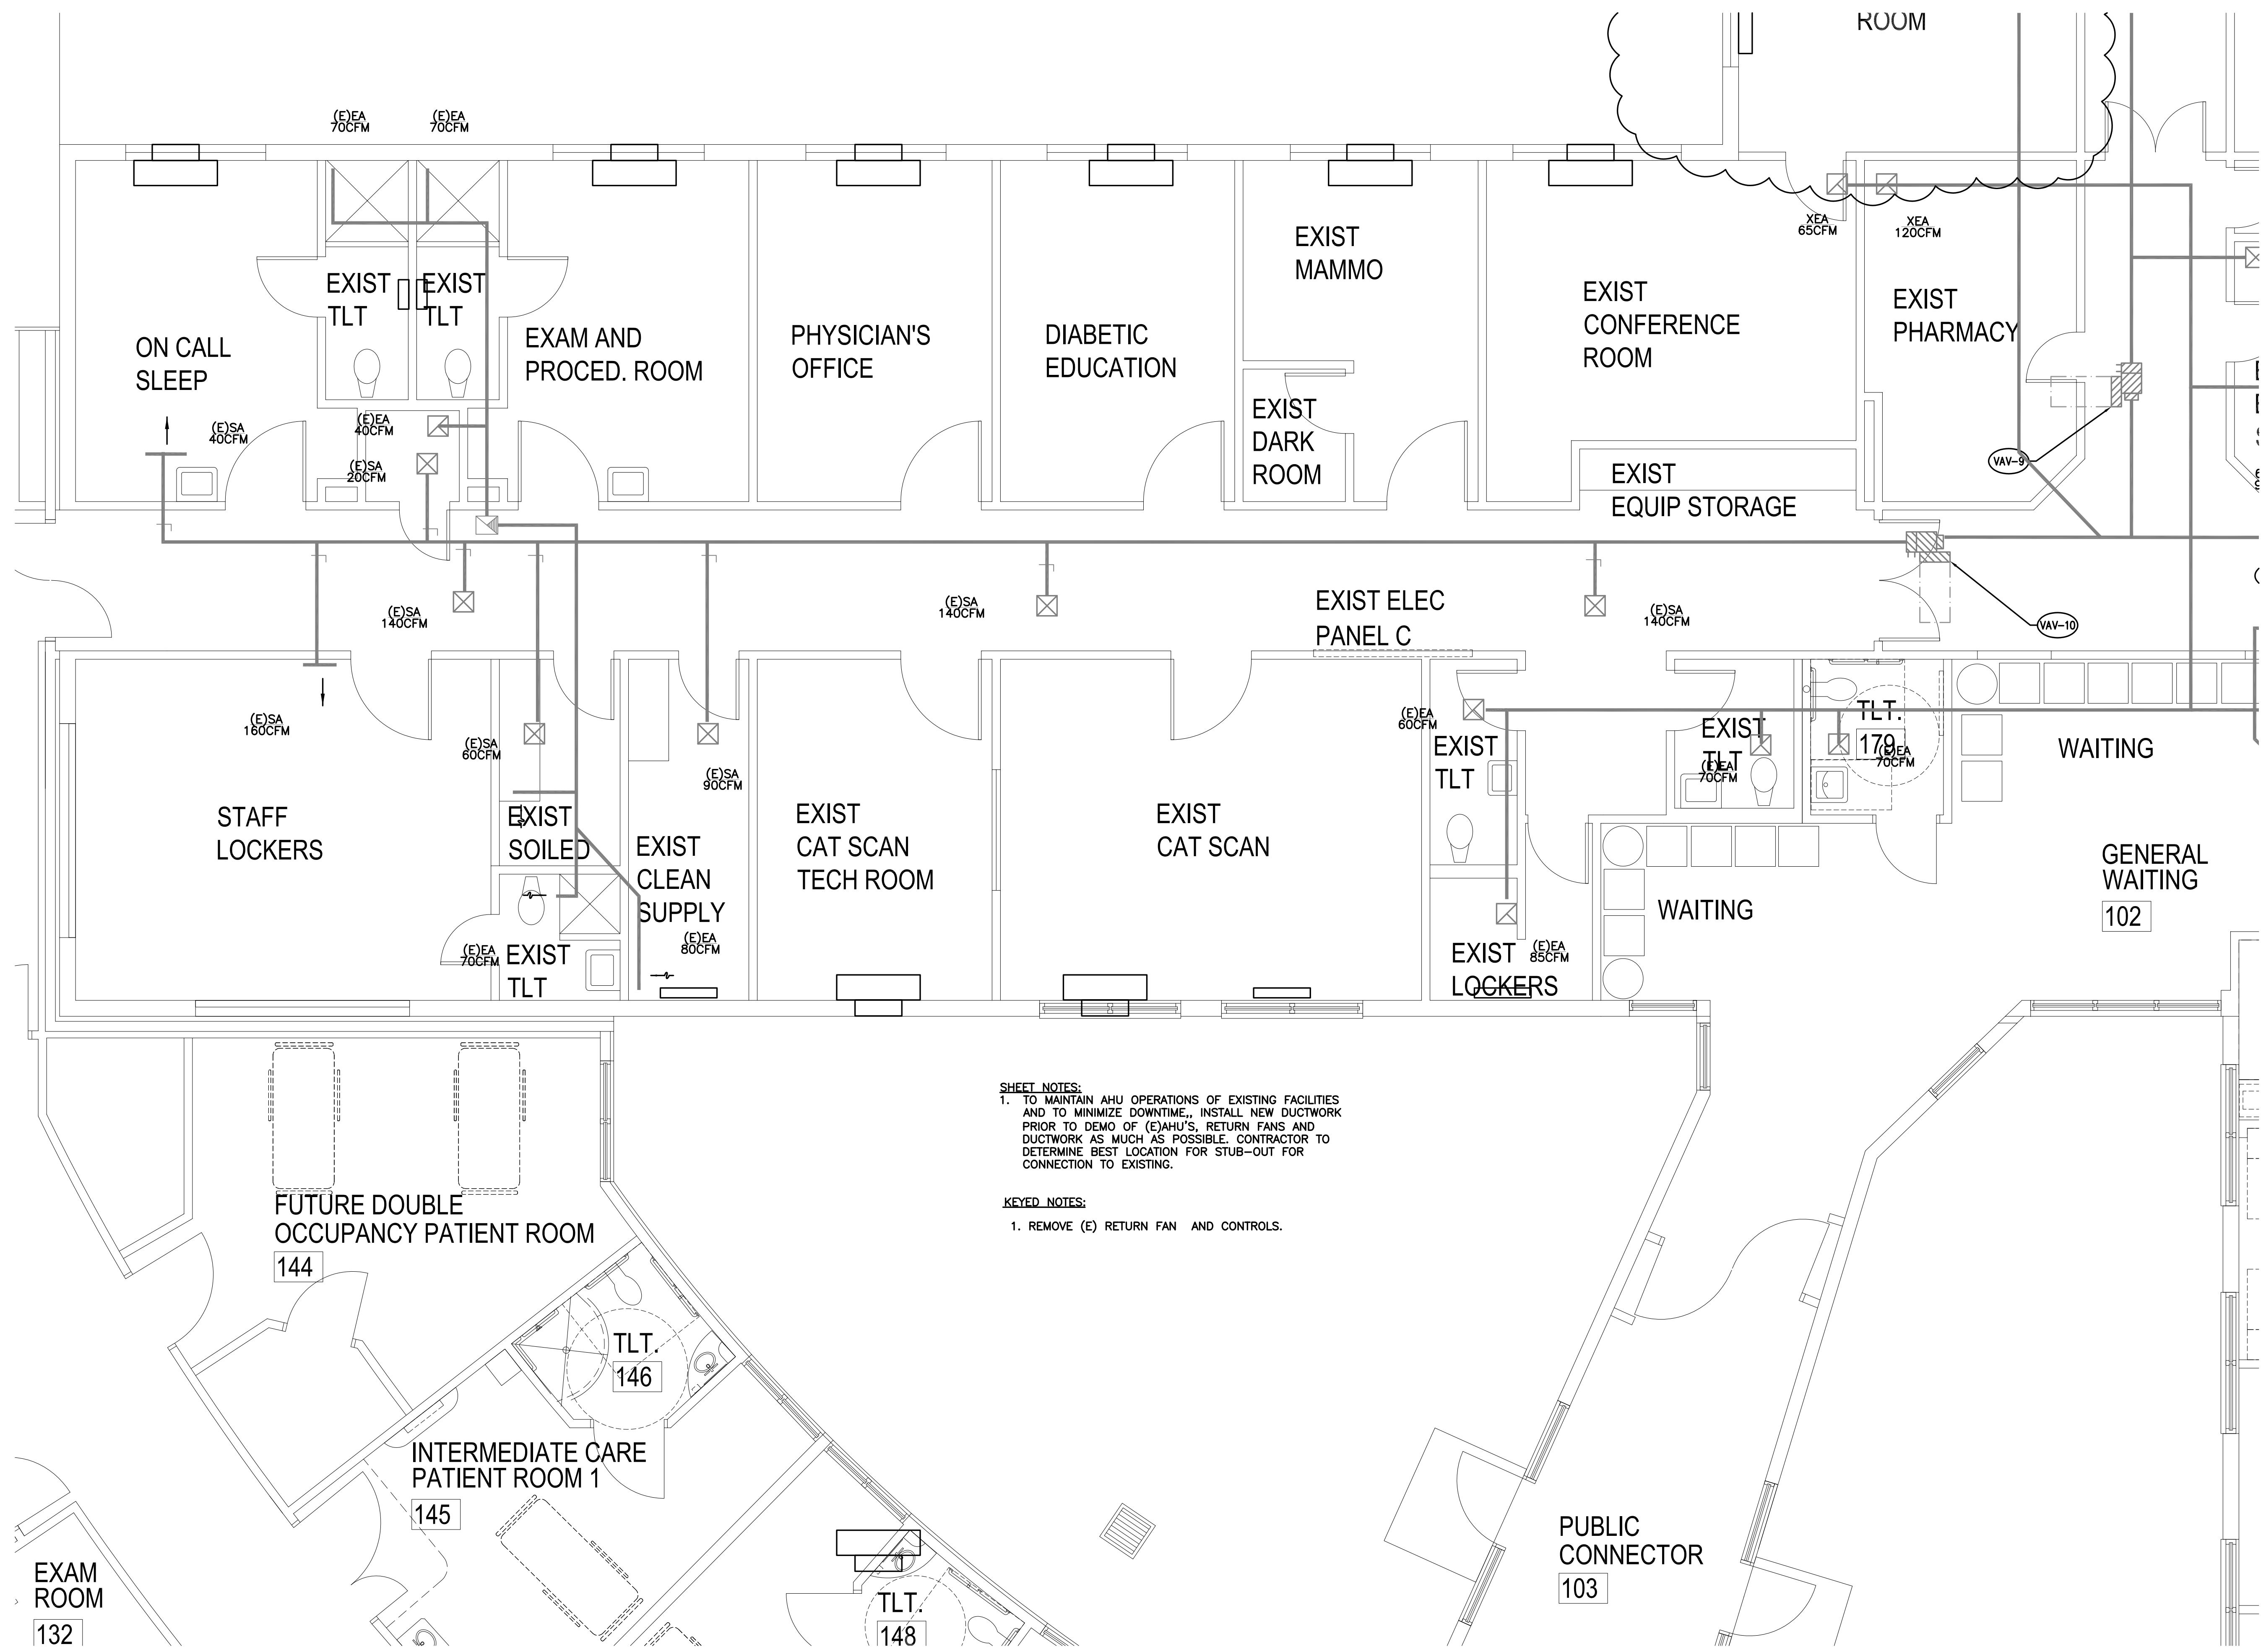 ROOM
(E)EA
70CFM
(E)EA
70CFM
XEA
65CFM
XEA
120CFM
EXIST
TLT
EXIST
TLT
ON CALL
SLEEP
EXAM AND
PROCED. ROOM
PHYSICIAN'S
OFFICE
DIABETIC
EDUCATION
EXIST
MAMMO
EXIST
DARK
ROOM
EXIST
CONFERENCE
ROOM
EXIST
PHARMACY
(E)SA
40CFM
(E)EA
40CFM
(E)SA
20CFM
EXIST
EQUIP STORAGE
VAV-9
VAV-10
(E)SA
140CFM
(E)SA
140CFM
EXIST ELEC
PANEL C
(E)SA
140CFM
(E)SA
160CFM
(E)SA
60CFM
(E)SA
90CFM
(E)EA
60CFM
EXIST
TLT
EXIST
TLT
(E)EA
70CFM
TLT.
179
(E)EA
70CFM
WAITING
STAFF
LOCKERS
EXIST
SOILED
EXIST
CLEAN
SUPPLY
EXIST
CAT SCAN
TECH ROOM
EXIST
CAT SCAN
GENERAL
WAITING
102
WAITING
(E)EA
70CFM
EXIST
TLT
(E)EA
80CFM
EXIST
LOCKERS
(E)EA
85CFM
SHEET NOTES:
1. TO MAINTAIN AHU OPERATIONS OF EXISTING FACILITIES
AND TO MINIMIZE DOWNTIME,, INSTALL NEW DUCTWORK
PRIOR TO DEMO OF (E)AHU'S, RETURN FANS AND
DUCTWORK AS MUCH AS POSSIBLE. CONTRACTOR TO
DETERMINE BEST LOCATION FOR STUB-OUT FOR
CONNECTION TO EXISTING.
KEYED NOTES:
1. REMOVE (E) RETURN FAN AND CONTROLS.
FUTURE DOUBLE
OCCUPANCY PATIENT ROOM
144
TLT.
146
INTERMEDIATE CARE
PATIENT ROOM 1
145
PUBLIC
CONNECTOR
103
EXAM
ROOM
132
TLT.
148